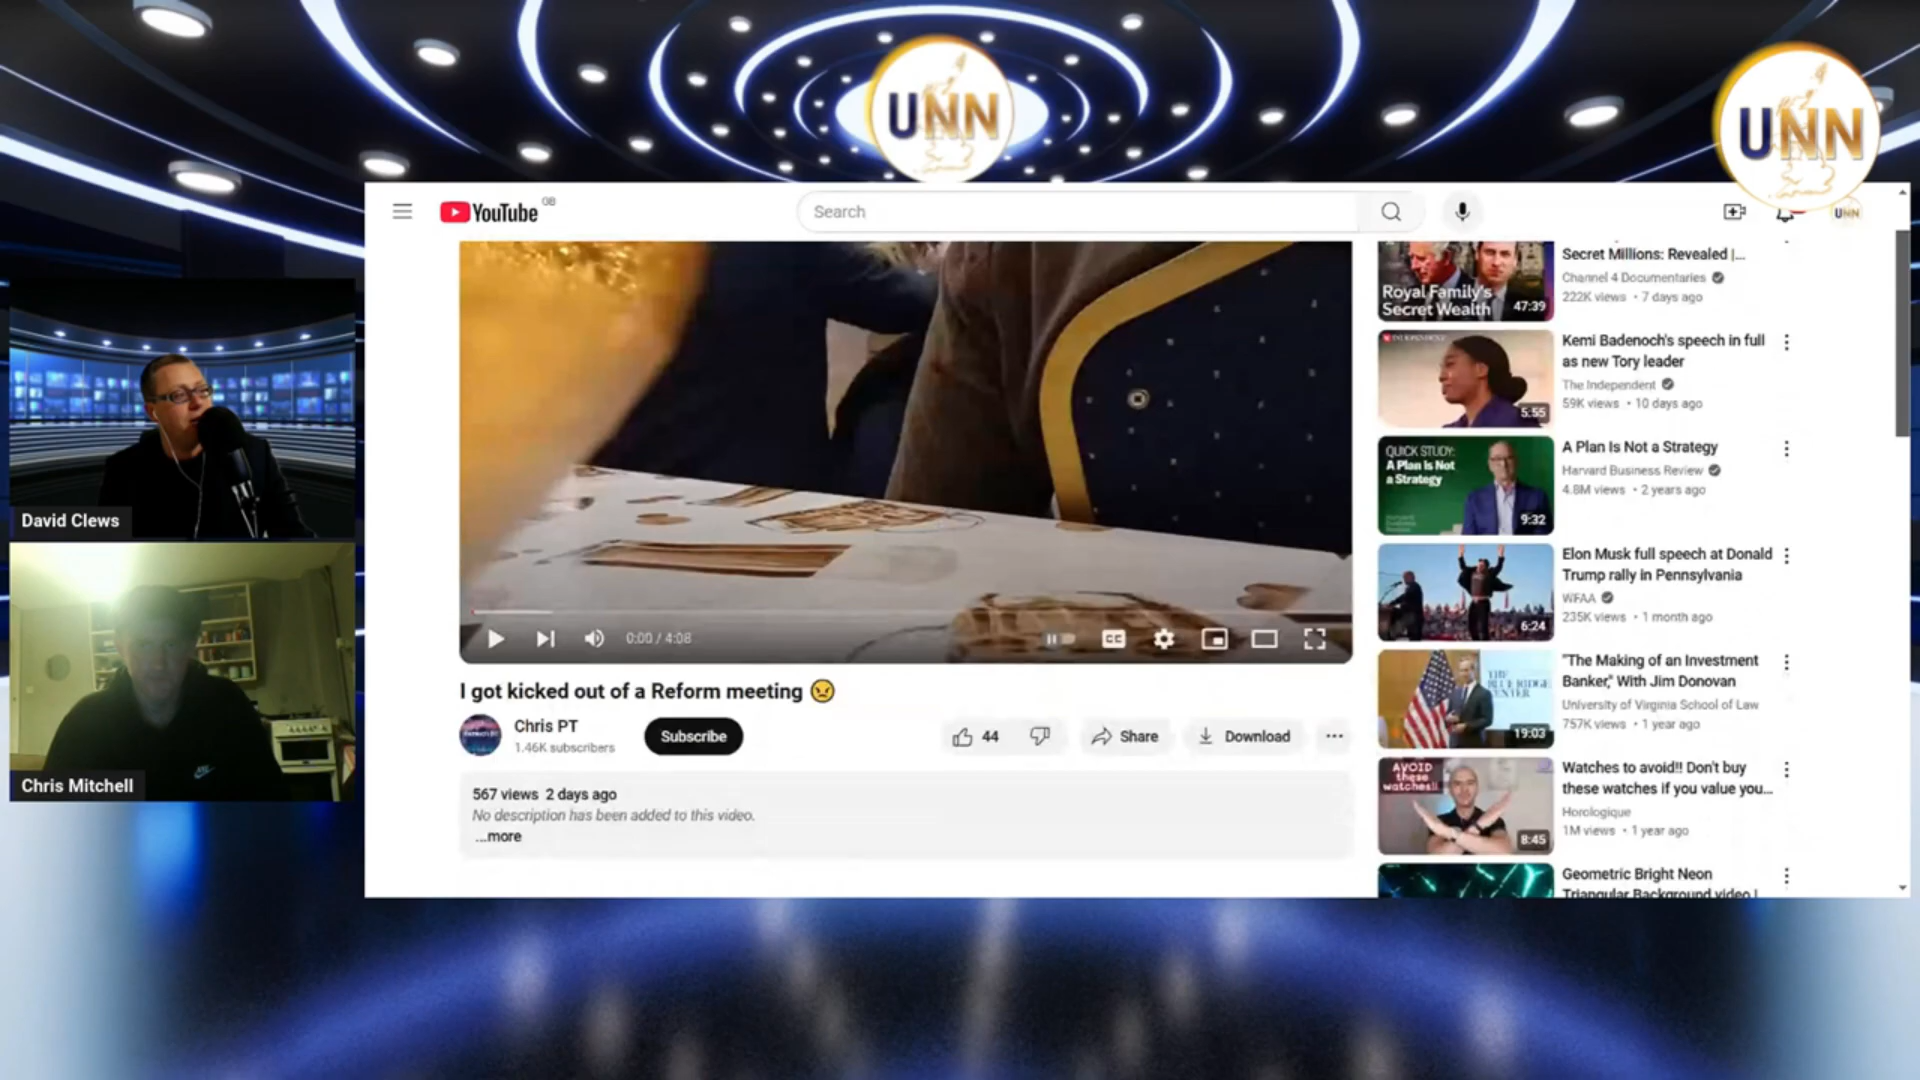 UNN
UNN
YouTube GB
Search
UNN
Royal Family's
Secret Wealth
47:39
Secret Millions: Revealed |...
Channel 4 Documentaries
222K views • 7 days ago
INDEPENDENT
5:55
Kemi Badenoch's speech in full
as new Tory leader
The Independent
59K views • 10 days ago
QUICK STUDY:
A Plan Is Not
a Strategy
9:32
A Plan Is Not a Strategy
Harvard Business Review
4.8M views • 2 years ago
6:24
Elon Musk full speech at Donald
Trump rally in Pennsylvania
WFAA
235K views • 1 month ago
19:03
"The Making of an Investment
Banker," With Jim Donovan
University of Virginia School of Law
757K views • 1 year ago
AVOID
these
watches!!
8:45
Watches to avoid!! Don't buy
these watches if you value you...
Horologique
1M views • 1 year ago
Geometric Bright Neon
Triangular Background video |
David Clews
Chris Mitchell
0:00 / 4:08
CC
I got kicked out of a Reform meeting 😠
Chris PT
1.46K subscribers
Subscribe
44
Share
Download
567 views 2 days ago
No description has been added to this video.
...more